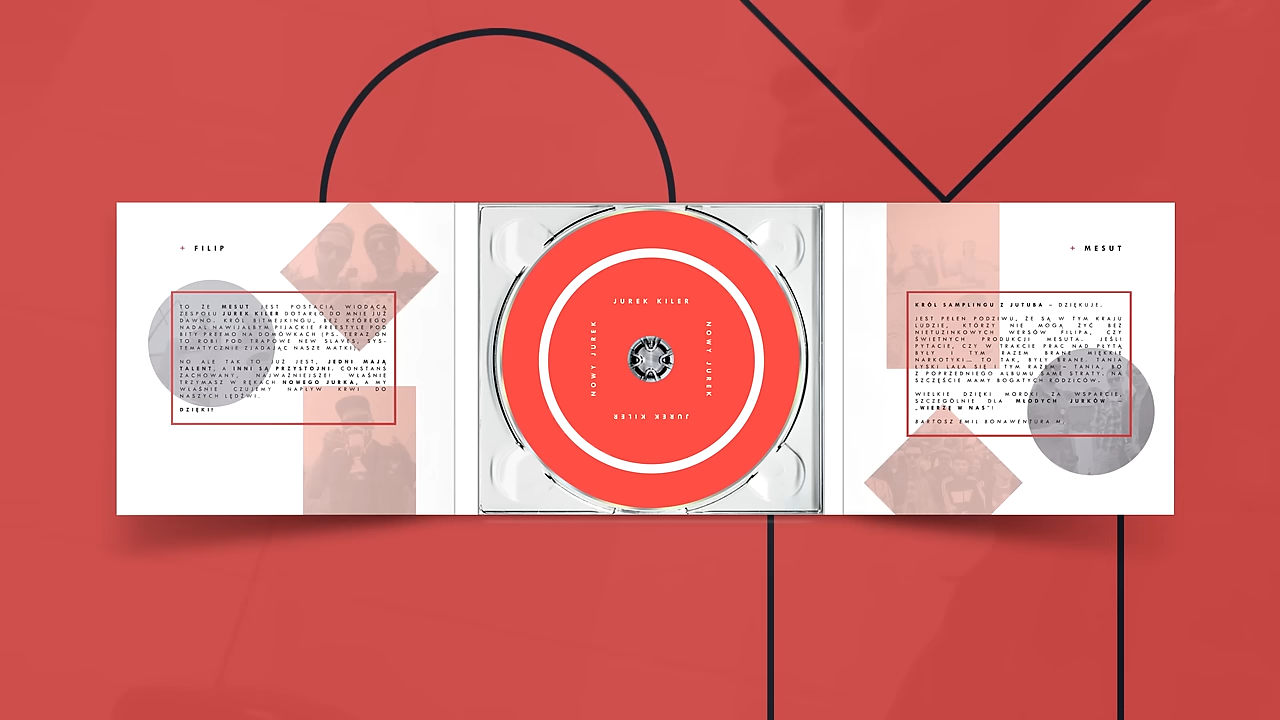 + FILIP
TO ŻE MESUT JEST POSTACIĄ WIODĄCĄ
ZESPOŁU JUREK KILER DOTARŁO DO MNIE JUŻ
DAWNO. KRÓL BITMEJKINGU, BEZ KTÓREGO
NADAL NAWIJAŁBYM PIJACKIE FREESTYLE POD
BITY PREEMO NA DOMÓWKACH (PS. TERAZ ON
TO ROBI POD TRAPOWE NEW SLAVES, SYS-
TEMATYCZNIE ZJADAJĄC NASZE MATKI).
NO ALE TAK TO JUŻ JEST, JEDNI MAJĄ
TALENT, A INNI SĄ PRZYSTOJNI. CONSTANS
ZACHOWANY, NAJWAŻNIEJSZE! WŁAŚNIE
TRZYMASZ W RĘKACH NOWEGO JURKA, A MY
WŁAŚNIE CZUJEMY NAPŁYW KRWI DO
NASZYCH LĘDŹWI.
DZIĘKI!
JUREK KILER
NOWY JUREK
NOWY JUREK
JUREK KILER
+ MESUT
KRÓL SAMPLINGU Z JUTUBA – DZIĘKUJE.
JEST PEŁEN PODZIWU, ŻE SĄ W TYM KRAJU
LUDZIE, KTÓRZY NIE MOGĄ ŻYĆ BEZ
NIETUZINKOWYCH WERSÓW FILIPA, CZY
ŚWIETNYCH PRODUKCJI MESUTA. JEŚLI
PYTACIE, CZY W TRAKCIE PRAC NAD PŁYTĄ
BYŁY I TYM RAZEM BRANE MIĘKKIE
NARKOTYKI – TO TAK, BYŁY BRANE. TANIA
ŁYSKI LAŁA SIĘ I TYM RAZEM – TANIA, BO
Z POPRZEDNIEGO ALBUMU SAME STRATY. NA
SZCZĘŚCIE MAMY BOGATYCH RODZICÓW.
WIELKIE DZIĘKI MORDKI ZA WSPARCIE,
SZCZEGÓLNIE DLA MŁODYCH JURKÓW –
„WIERZĘ W NAS”!
BARTOSZ EMIL BONAWENTURA M.